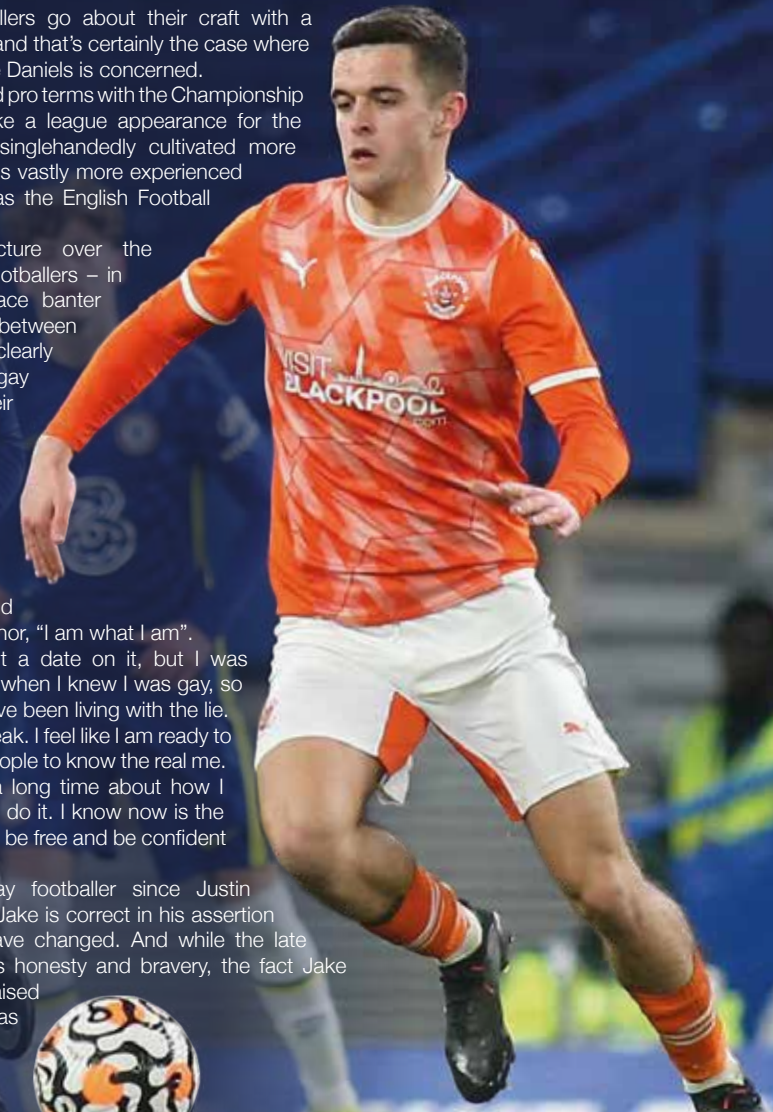 llers go about their craft with a
and that’s certainly the case where
Daniels is concerned.
d pro terms with the Championship
ke a league appearance for the
singlehandedly cultivated more
s vastly more experienced
as the English Football
cture over the
ootballers – in
ace banter
between
clearly
gay
eir
d
nor, “I am what I am”.
t a date on it, but I was
when I knew I was gay, so
ve been living with the lie.
eak. I feel like I am ready to
ople to know the real me.
a long time about how I
do it. I know now is the
be free and be confident
ay footballer since Justin
Jake is correct in his assertion
ave changed. And while the late
s honesty and bravery, the fact Jake
aised
as
VISIT
BLACKPOOL
.com
3